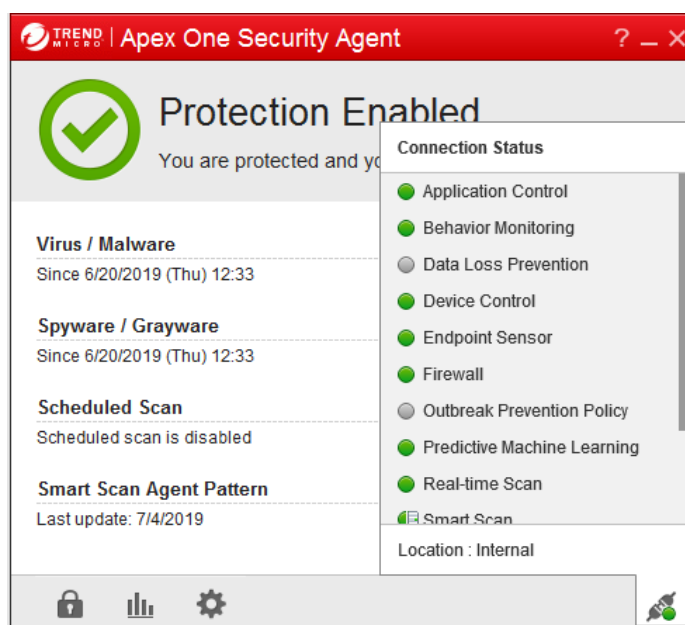 TREND MICRO | Apex One Security Agent ? _ X
Protection Enabled
You are protected and yo
Virus / Malware
Since 6/20/2019 (Thu) 12:33
Spyware / Grayware
Since 6/20/2019 (Thu) 12:33
Scheduled Scan
Scheduled scan is disabled
Smart Scan Agent Pattern
Last update: 7/4/2019
Connection Status
Application Control
Behavior Monitoring
Data Loss Prevention
Device Control
Endpoint Sensor
Firewall
Outbreak Prevention Policy
Predictive Machine Learning
Real-time Scan
Smart Scan
Location : Internal